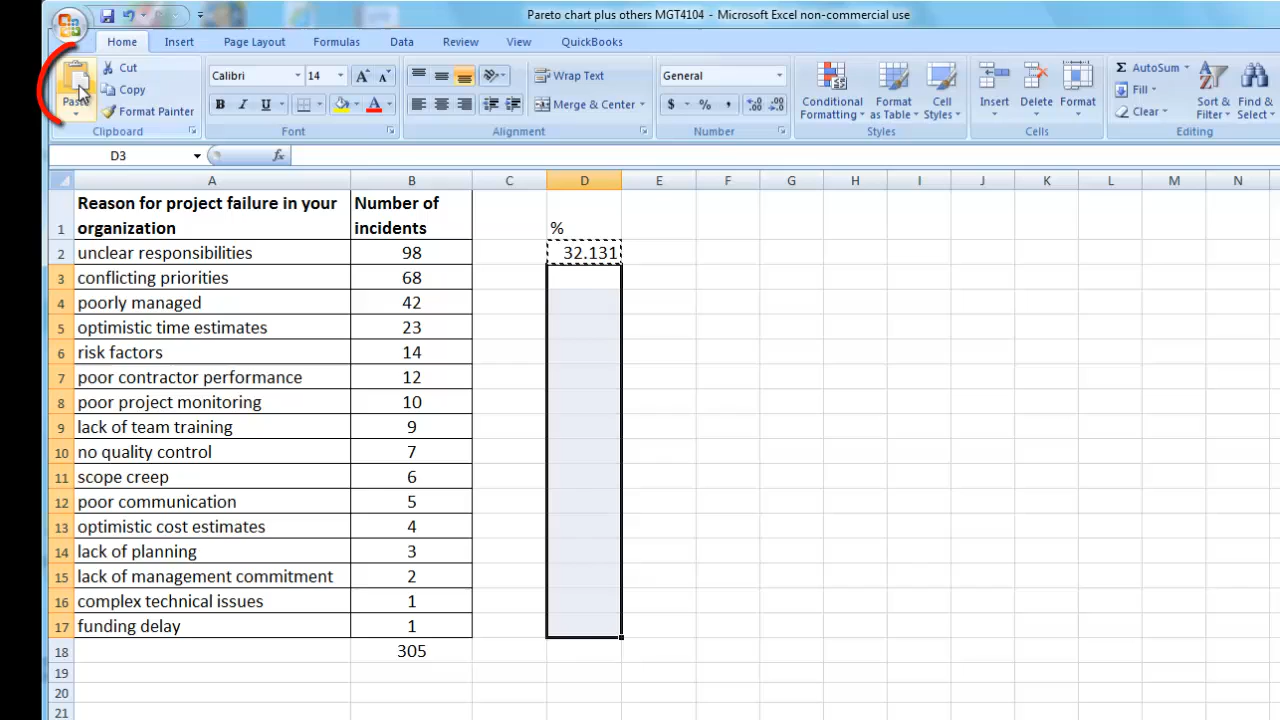 Pareto chart plus others MGT4104 - Microsoft Excel non-commercial use
Home Insert Page Layout Formulas Data Review View QuickBooks
Paste
Cut
Copy
Format Painter
Clipboard
Calibri 14 A A
B I U A
Font
Wrap Text
Merge & Center
Alignment
General
$ % , .0 .00 .00 .0
Number
Conditional Formatting
Format as Table
Cell Styles
Styles
Insert Delete Format
Cells
Σ AutoSum
Fill
Clear
Sort & Filter
Find & Select
Editing
D3 fx
A B C D E F G H I J K L M N
1 Reason for project failure in your organization Number of incidents %
2 unclear responsibilities 98 32.131
3 conflicting priorities 68
4 poorly managed 42
5 optimistic time estimates 23
6 risk factors 14
7 poor contractor performance 12
8 poor project monitoring 10
9 lack of team training 9
10 no quality control 7
11 scope creep 6
12 poor communication 5
13 optimistic cost estimates 4
14 lack of planning 3
15 lack of management commitment 2
16 complex technical issues 1
17 funding delay 1
18 305
19
20
21